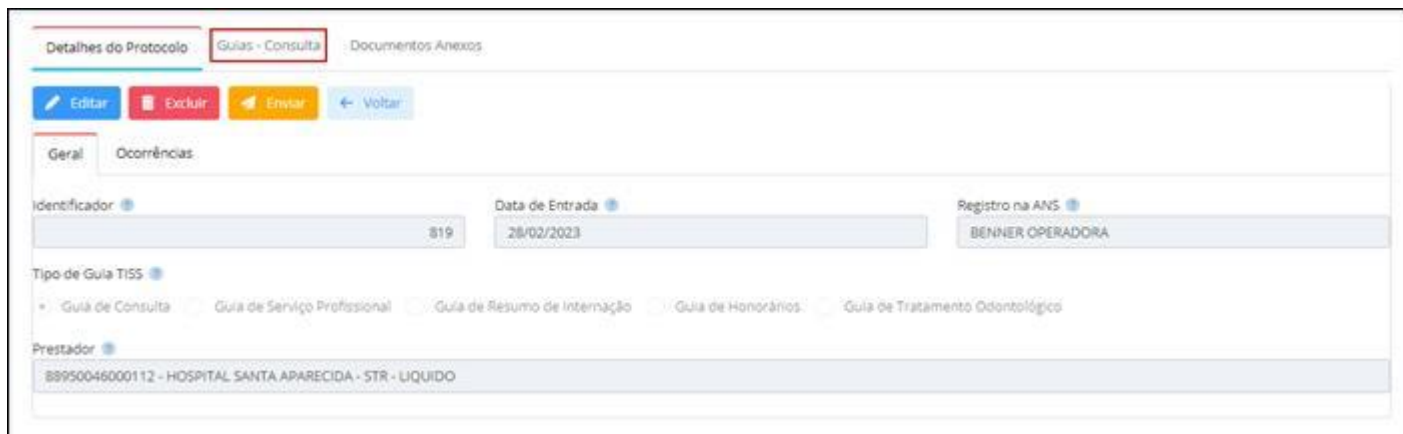 Detalhes do Protocolo Guias - Consulta Documentos Anexos
Editar Excluir Enviar Voltar
Geral Ocorrências
Identificador Data de Entrada Registro na ANS
819 28/02/2023 BENNER OPERADORA
Tipo de Guia TISS
Guia de Consulta Guia de Serviço Profissional Guia de Resumo de Internação Guia de Honorários Guia de Tratamento Odontológico
Prestador
88950046000112 - HOSPITAL SANTA APARECIDA - STR - LIQUIDO